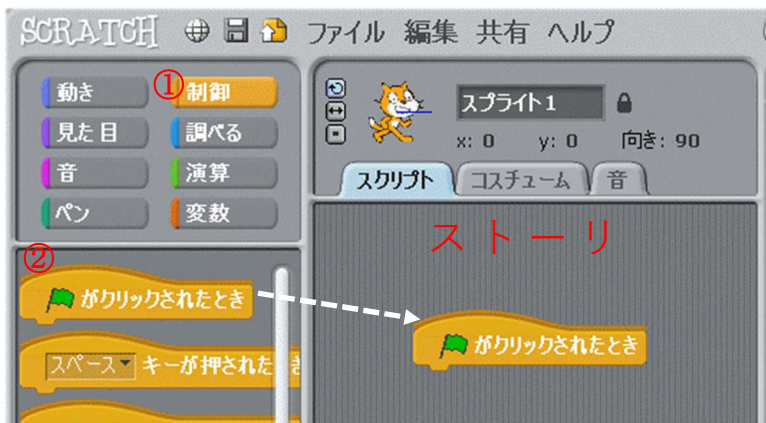 SCRATCH ファイル 編集 共有 ヘルプ
動き ①制御
見た目 調べる
音 演算
ペン 変数
スプライト1
x: 0 y: 0 向き: 90
スクリプト コスチューム 音
ストーリ
②
がクリックされたとき
がクリックされたとき
スペース キーが押された